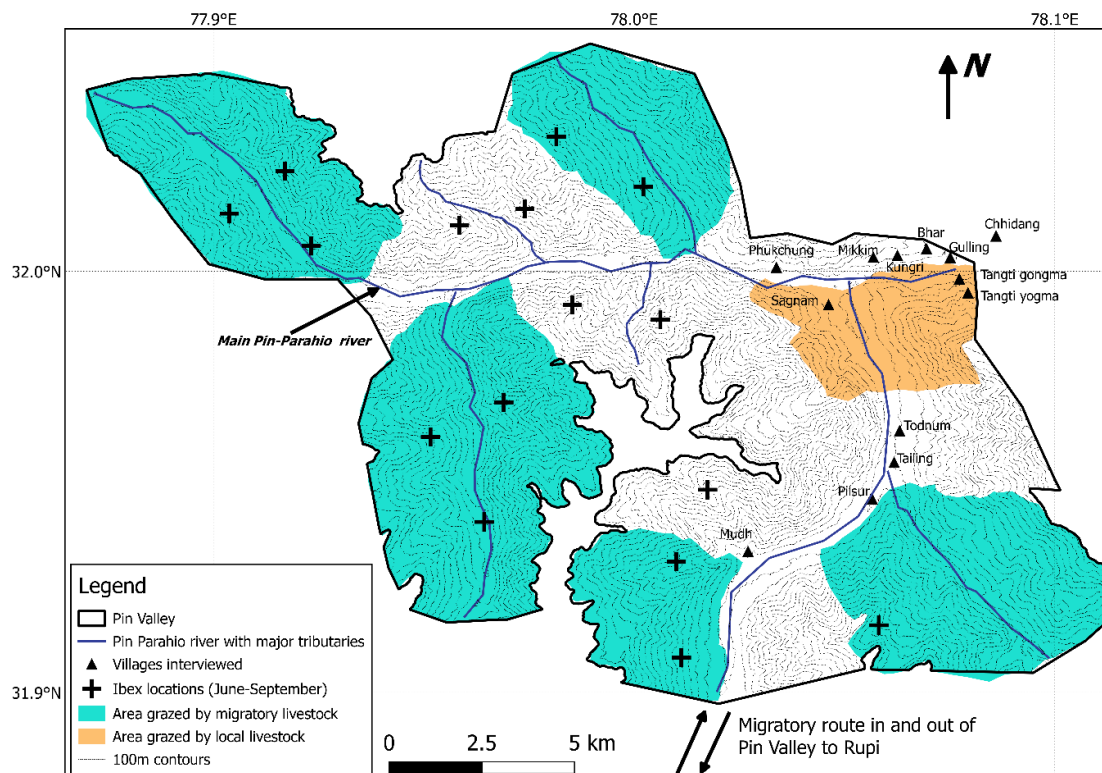 77.9°E
78.0°E
78.1°E
N
Chhidang
Bhar
Phukchung
Mikkim
Gulling
Kungri
32.0°N
Tangti gongma
Sagnam
Tangti yogma
Main Pin-Parahio river
Todnum
Tailing
Pilsur
Mudh
Legend
Pin Valley
Pin Parahio river with major tributaries
Villages interviewed
Ibex locations (June-September)
31.9°N
Area grazed by migratory livestock
Area grazed by local livestock
100m contours
0 2.5 5 km
Migratory route in and out of
Pin Valley to Rupi